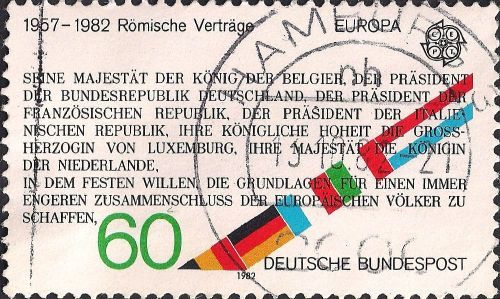 1957-1982 Römische Verträge EUROPA
SEINE MAJESTÄT DER KÖNIG DER BELGIER, DER PRÄSIDENT
DER BUNDESREPUBLIK DEUTSCHLAND, DER PRÄSIDENT DER
FRANZÖSISCHEN REPUBLIK, DER PRÄSIDENT DER ITALIE-
NISCHEN REPUBLIK, IHRE KÖNIGLICHE HOHEIT DIE GROSS-
HERZOGIN VON LUXEMBURG, IHRE MAJESTÄT DIE KÖNIGIN
DER NIEDERLANDE,
IN DEM FESTEN WILLEN, DIE GRUNDLAGEN FÜR EINEN IMMER
ENGEREN ZUSAMMENSCHLUSS DER EUROPÄISCHEN VÖLKER ZU
SCHAFFEN,
60
1982
DEUTSCHE BUNDESPOST
HAMELN